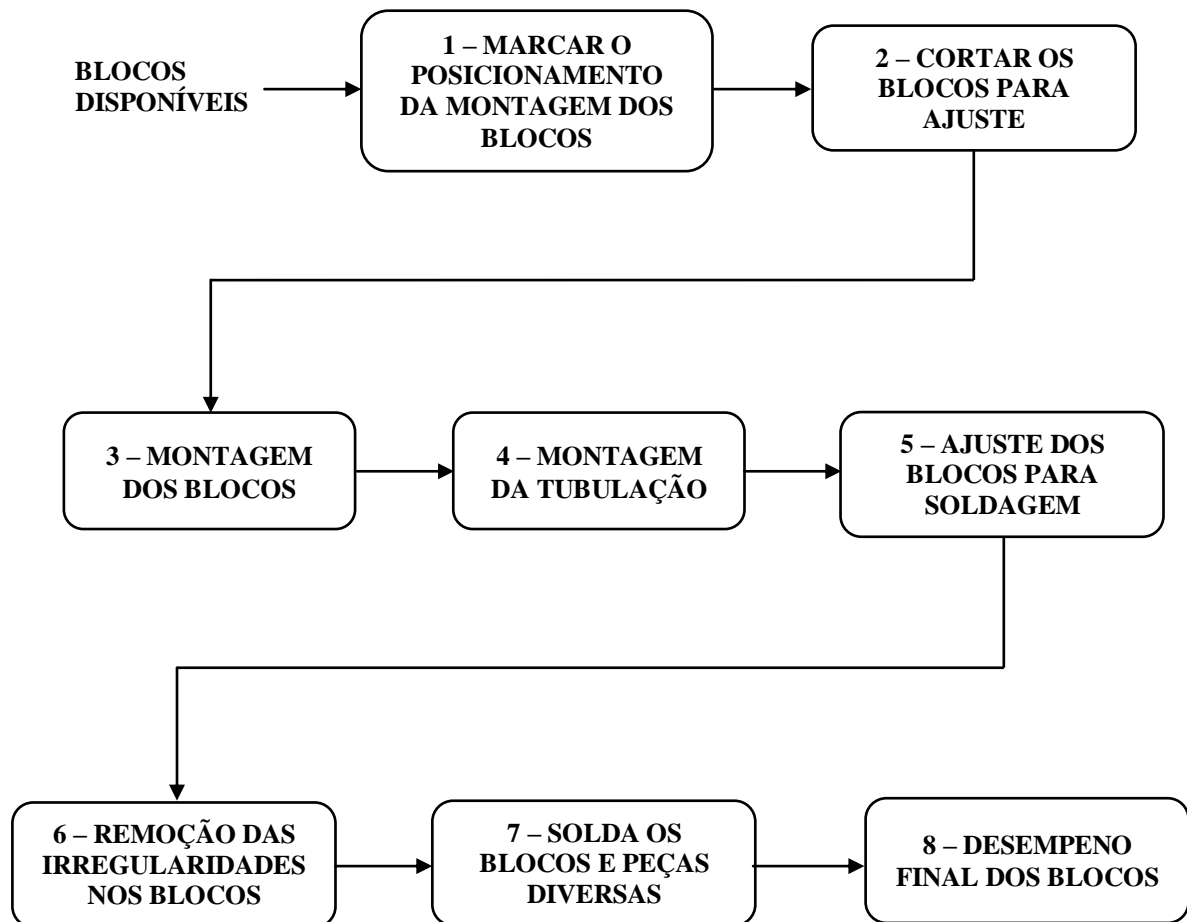 BLOCOS
DISPONÍVEIS
1 – MARCAR O
POSICIONAMENTO
DA MONTAGEM DOS
BLOCOS
2 – CORTAR OS
BLOCOS PARA
AJUSTE
3 – MONTAGEM
DOS BLOCOS
4 – MONTAGEM
DA TUBULAÇÃO
5 – AJUSTE DOS
BLOCOS PARA
SOLDAGEM
6 – REMOÇÃO DAS
IRREGULARIDADES
NOS BLOCOS
7 – SOLDA OS
BLOCOS E PEÇAS
DIVERSAS
8 – DESEMPENO
FINAL DOS BLOCOS